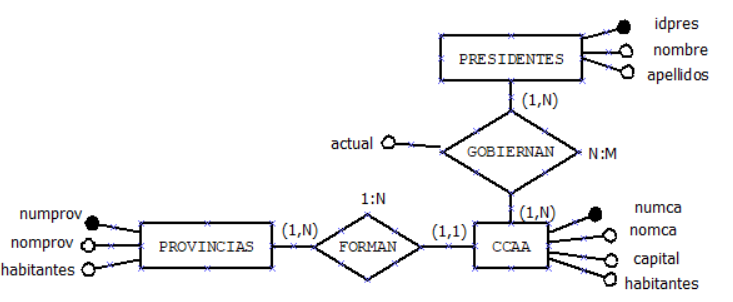 idpres
PRESIDENTES
nombre
apellidos
(1,N)
actual
GOBIERNAN
N:M
1:N
numprov
(1,N)
numca
nomprov
PROVINCIAS
(1,N)
FORMAN
(1,1)
CCAA
nomca
habitantes
capital
habitantes